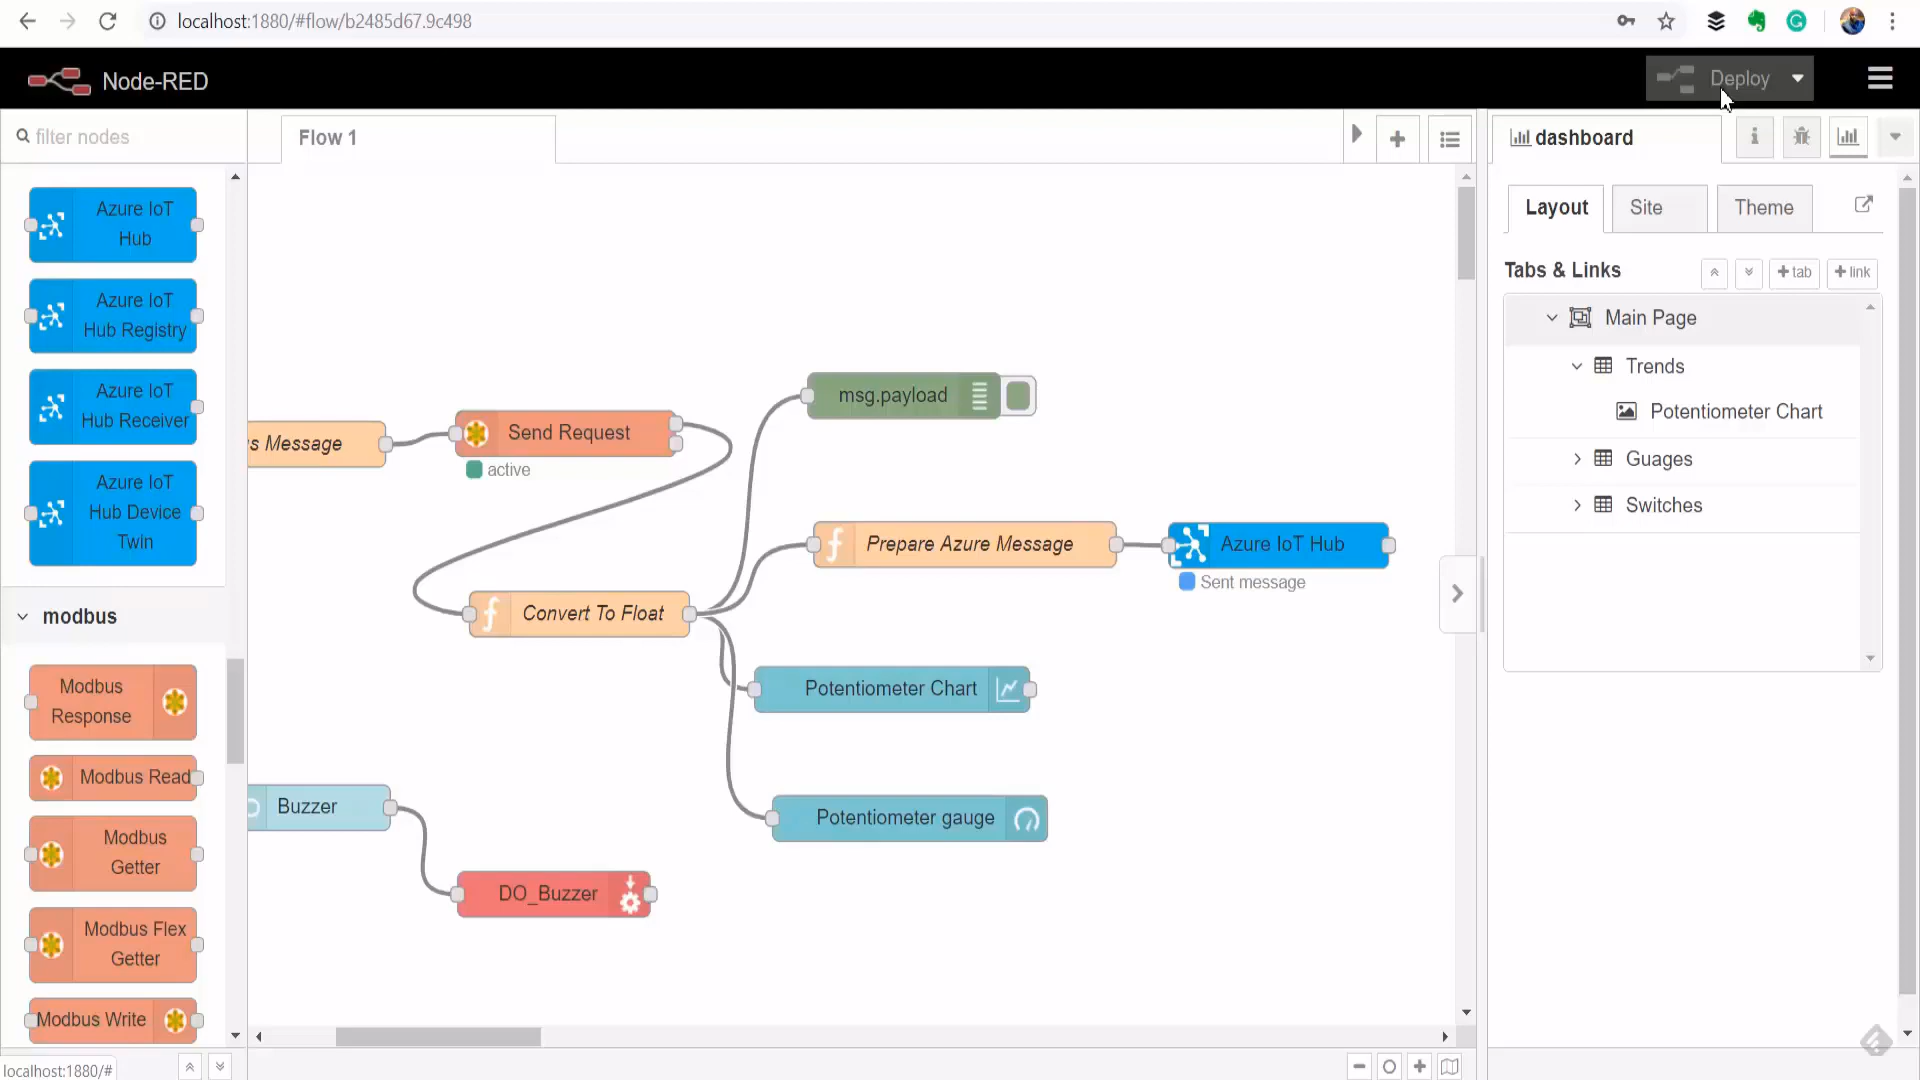 localhost:1880/#flow/b2485d67.9c498
Node-RED
Deploy
filter nodes
Flow 1
dashboard
Layout
Site
Theme
Tabs & Links
tab
link
Main Page
Trends
Potentiometer Chart
Guages
Switches
Azure IoT
Hub
Azure IoT
Hub Registry
Azure IoT
Hub Receiver
Azure IoT
Hub Device
Twin
modbus
Modbus
Response
Modbus Read
Modbus
Getter
Modbus Flex
Getter
Modbus Write
s Message
Send Request
active
msg.payload
Prepare Azure Message
Azure IoT Hub
Sent message
Convert To Float
Potentiometer Chart
Buzzer
Potentiometer gauge
DO_Buzzer
localhost:1880/#